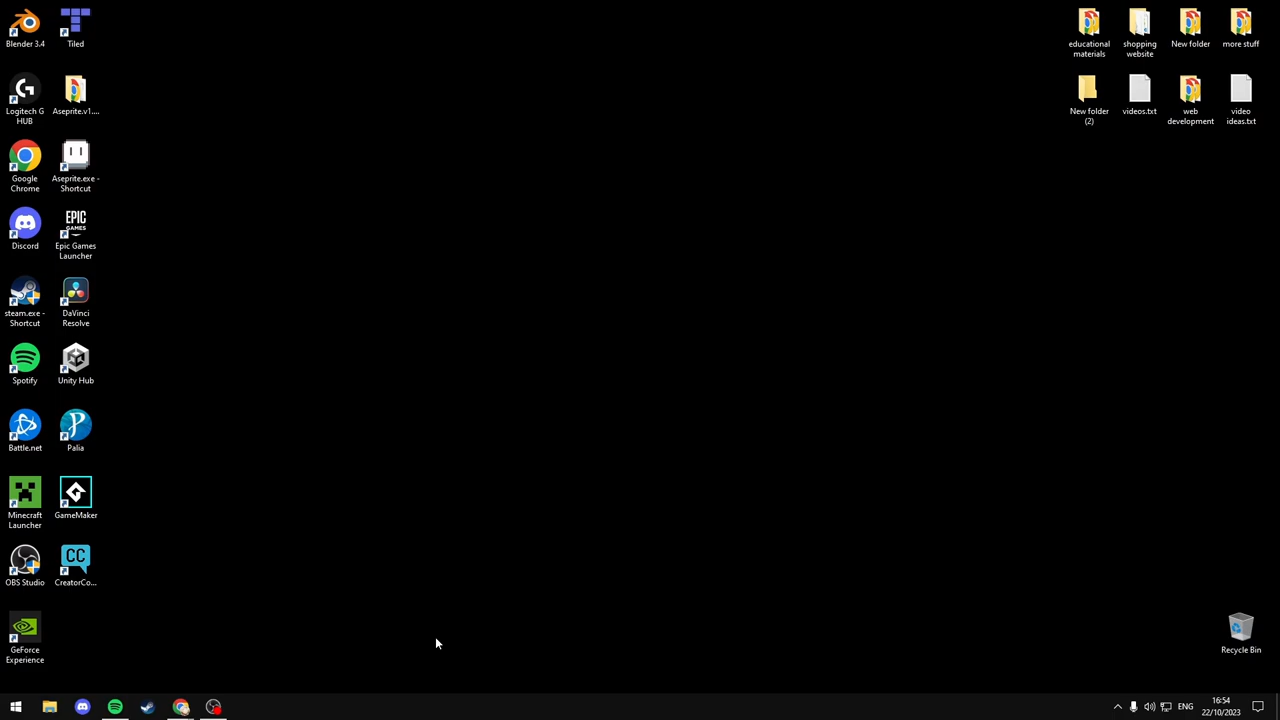 Blender 3.4
Tiled
Logitech G
HUB
Aseprite.v1....
Google
Chrome
Aseprite.exe -
Shortcut
Discord
EPIC
GAMES
Epic Games
Launcher
steam.exe -
Shortcut
DaVinci
Resolve
Spotify
Unity Hub
Battle.net
Palia
Minecraft
Launcher
GameMaker
OBS Studio
CC
CreatorCo...
GeForce
Experience
educational
materials
shopping
website
New folder
more stuff
New folder
(2)
videos.txt
web
development
video
ideas.txt
Recycle Bin
ENG
16:54
22/10/2023